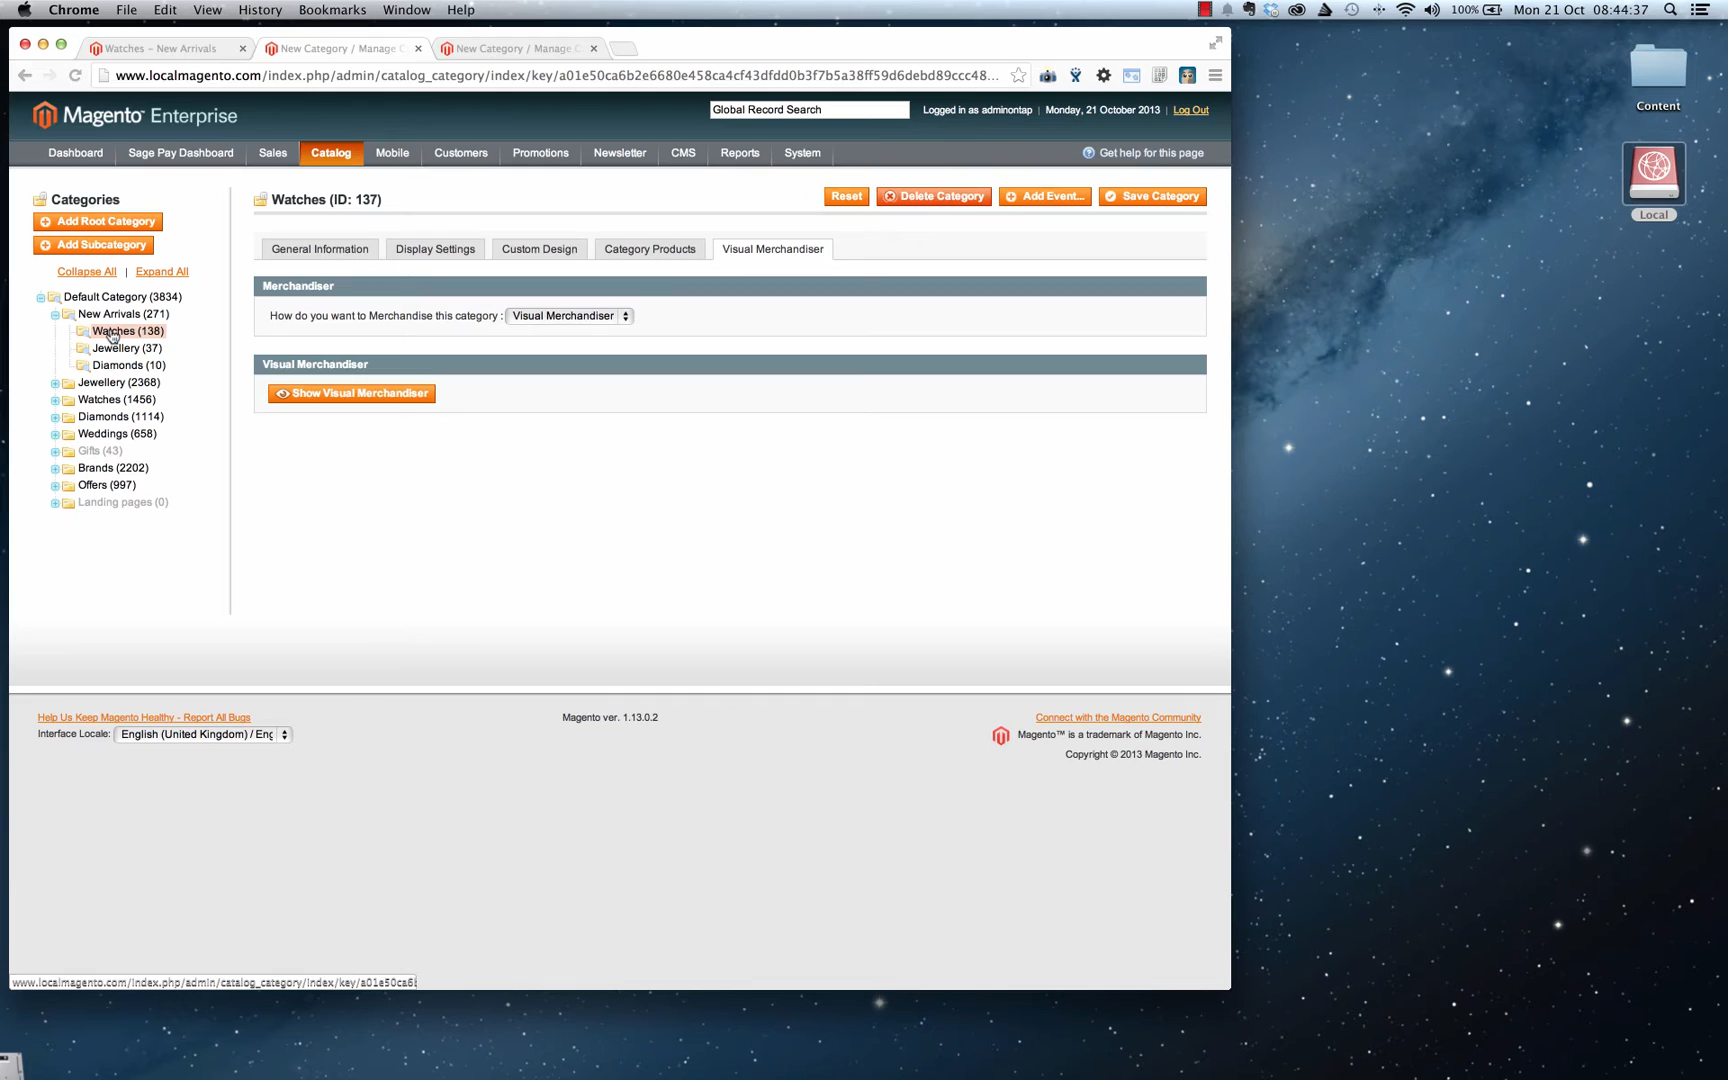 Chrome File Edit View History Bookmarks Window Help 100% Mon 21 Oct 08:44:37
Watches – New Arrivals New Category / Manage C New Category / Manage C
www.localmagento.com/index.php/admin/catalog_category/index/key/a01e50ca6b2e6680e458ca4cf43dfdd0b3f7b5a38ff59d6debd89ccc48...
Magento Enterprise Global Record Search Logged in as adminontap | Monday, 21 October 2013 | Log Out
Dashboard Sage Pay Dashboard Sales Catalog Mobile Customers Promotions Newsletter CMS Reports System Get help for this page
Categories
Add Root Category
Add Subcategory
Collapse All | Expand All
Default Category (3834)
New Arrivals (271)
Watches (138)
Jewellery (37)
Diamonds (10)
Jewellery (2368)
Watches (1456)
Diamonds (1114)
Weddings (658)
Gifts (43)
Brands (2202)
Offers (997)
Landing pages (0)
Watches (ID: 137) Reset Delete Category Add Event... Save Category
General Information Display Settings Custom Design Category Products Visual Merchandiser
Merchandiser
How do you want to Merchandise this category : Visual Merchandiser
Visual Merchandiser
Show Visual Merchandiser
Content
Local
Help Us Keep Magento Healthy - Report All Bugs Magento ver. 1.13.0.2 Connect with the Magento Community
Interface Locale: English (United Kingdom) / Eng Magento™ is a trademark of Magento Inc.
Copyright © 2013 Magento Inc.
www.localmagento.com/index.php/admin/catalog_category/index/key/a01e50ca6